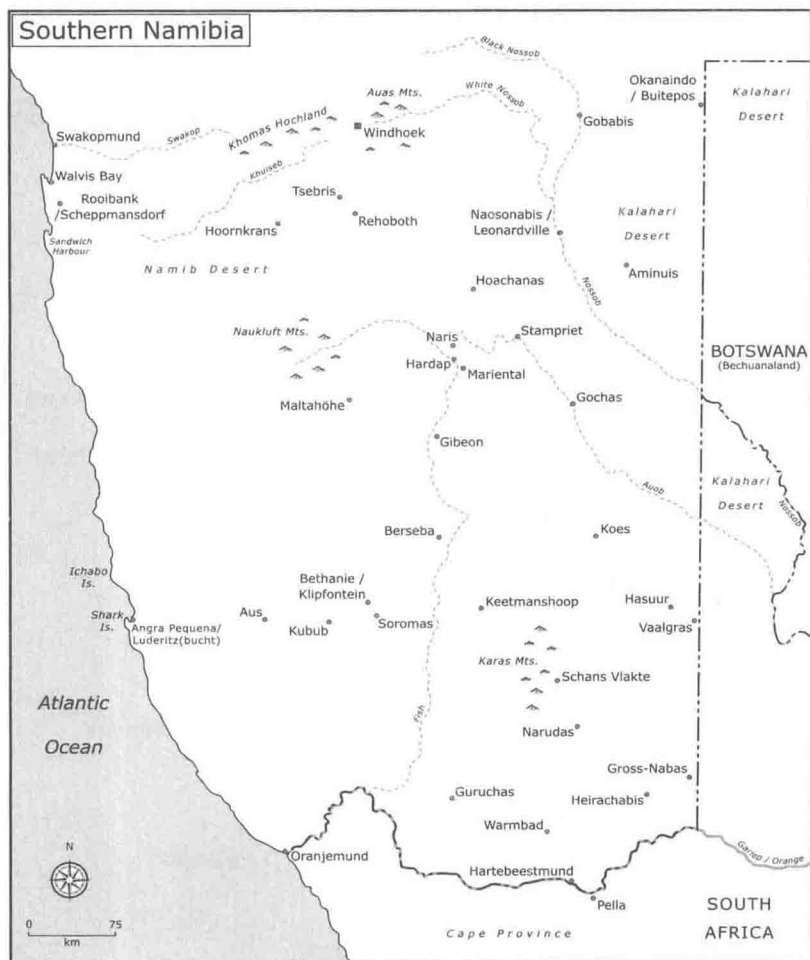 Southern Namibia
Black Nossob
Okanaindo
/ Buitepos
Kalahari
Desert
Auas Mts.
White Nossob
Khomas Hochland
Windhoek
Gobabis
Swakopmund
Swakop
Khuiseb
Walvis Bay
Rooibank
/Scheppmansdorf
Tsebris
Rehoboth
Hoornkrans
Naosonabis /
Leonardville
Kalahari
Desert
Sandwich
Harbour
Namib Desert
Aminuis
Hoachanas
Nossob
Naukluft Mts.
Naris
Stampriet
Hardap
Mariental
BOTSWANA
(Bechuanaland)
Maltahöhe
Gochas
Gibeon
Auob
Kalahari
Desert
Nossob
Berseba
Koes
Ichabo
Is.
Bethanie /
Klipfontein
Keetmanshoop
Hasuur
Shark
Is.
Angra Pequena/
Luderitz(bucht)
Aus
Kubub
Soromas
Vaalgras
Karas Mts.
Schans Vlakte
Atlantic
Ocean
Fish
Narudas
Gross-Nabas
Guruchas
Heirachabis
Warmbad
N
Oranjemund
Gariep / Orange
Hartebeestmund
Pella
0 75
km
Cape Province
SOUTH
AFRICA